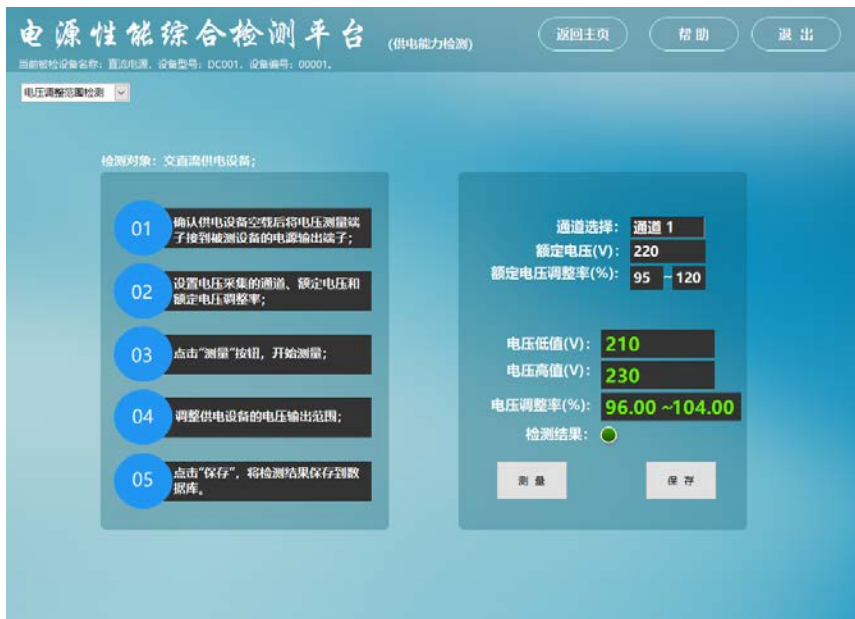 电源性能综合检测平台 (供电能力检测) 返回主页 帮助 退出
当前被检设备名称: 直流电源, 设备型号: DC001, 设备编号: 00001,
电压调整范围检测
检测对象: 交直流供电设备;
01 确认供电设备空载后将电压测量端
子接到被测设备的电源输出端子;
02 设置电压采集的通道、额定电压和
额定电压调整率;
03 点击“测量”按钮, 开始测量;
04 调整供电设备的电压输出范围;
05 点击“保存”, 将检测结果保存到数
据库。
通道选择: 通道 1
额定电压(V): 220
额定电压调整率(%): 95 ~ 120
电压低值(V): 210
电压高值(V): 230
电压调整率(%): 96.00 ~104.00
检测结果:
测 量 保 存